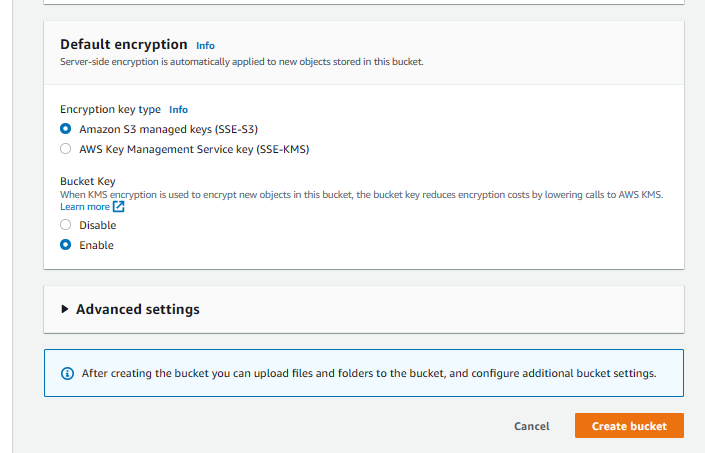 Default encryption Info
Server-side encryption is automatically applied to new objects stored in this bucket.
Encryption key type Info
Amazon S3 managed keys (SSE-S3)
AWS Key Management Service key (SSE-KMS)
Bucket Key
When KMS encryption is used to encrypt new objects in this bucket, the bucket key reduces encryption costs by lowering calls to AWS KMS.
Learn more
Disable
Enable
Advanced settings
After creating the bucket you can upload files and folders to the bucket, and configure additional bucket settings.
Cancel Create bucket